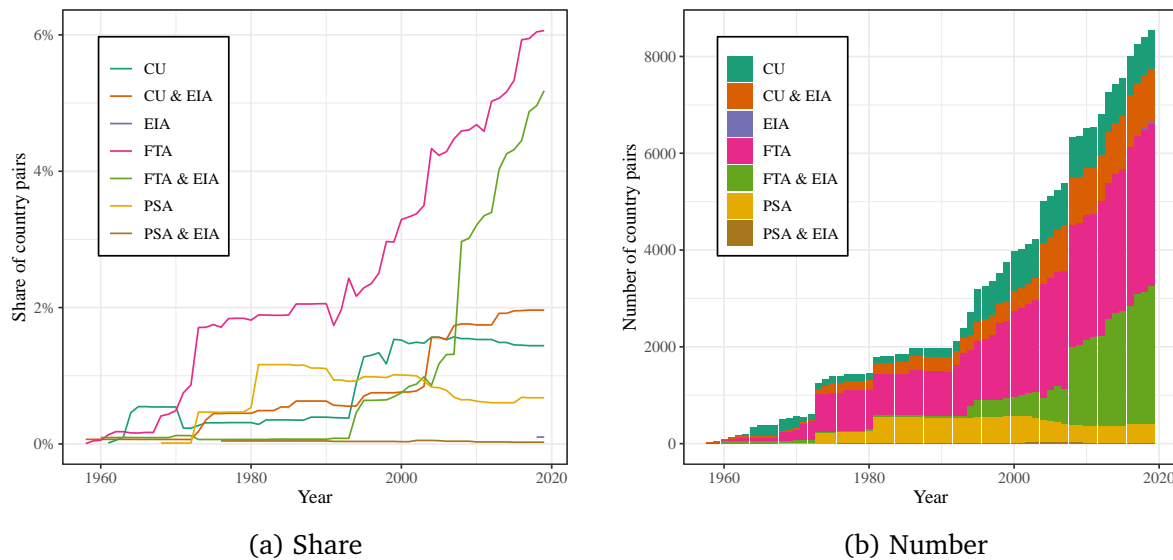 6%
4%
2%
0%
Share of country pairs
CU
CU & EIA
EIA
FTA
FTA & EIA
PSA
PSA & EIA
1960
1980
2000
2020
Year
(a) Share
8000
6000
4000
2000
0
Number of country pairs
CU
CU & EIA
EIA
FTA
FTA & EIA
PSA
PSA & EIA
1960
1980
2000
2020
Year
(b) Number